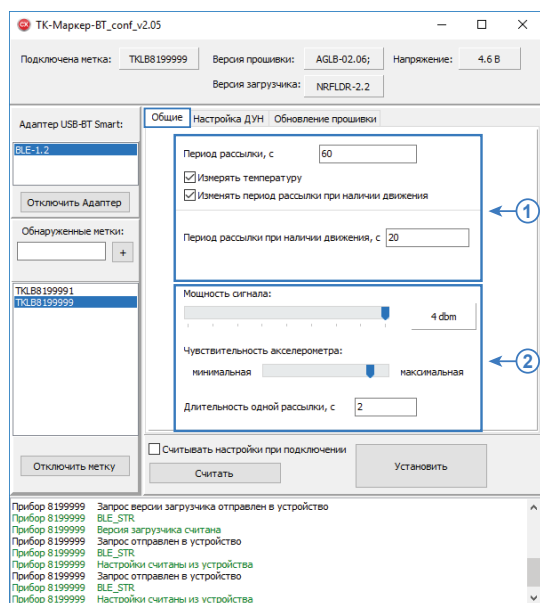 ТК-Маркер-BT_conf_v2.05
Подключена метка: TKLB8199999 Версия прошивки: AGLB-02.06; Напряжение: 4.6 В
Версия загрузчика: NRFLDR-2.2
Адаптер USB-BT Smart:
BLE-1.2
Отключить Адаптер
Обнаруженные метки:
+
TKLB8199991
TKLB8199999
Отключить метку
Общие Настройка ДУН Обновление прошивки
Период рассылки, с 60
Измерять температуру
Изменять период рассылки при наличии движения
Период рассылки при наличии движения, с 20
1
Мощность сигнала:
4 dbm
Чувствительность акселерометра:
минимальная максимальная
Длительность одной рассылки, с 2
2
Считывать настройки при подключении
Считать
Установить
Прибор 8199999 Запрос версии загрузчика отправлен в устройство
Прибор 8199999 BLE_STR
Прибор 8199999 Версия загрузчика считана
Прибор 8199999 Запрос отправлен в устройство
Прибор 8199999 BLE_STR
Прибор 8199999 Настройки считаны из устройства
Прибор 8199999 Запрос отправлен в устройство
Прибор 8199999 BLE_STR
Прибор 8199999 Настройки считаны из устройства